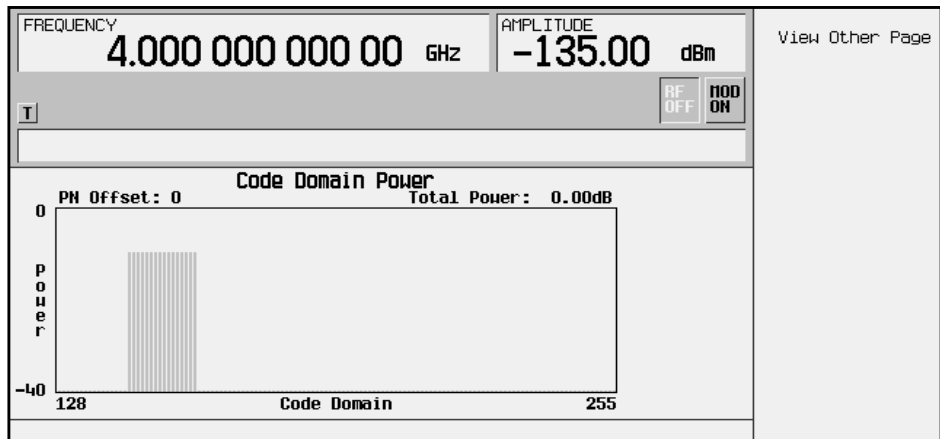 FREQUENCY
4.000 000 000 00 GHz
AMPLITUDE
-135.00 dBm
View Other Page
RF OFF
MOD ON
T
Code Domain Power
PN Offset: 0
Total Power: 0.00dB
0
Power
-40
128
Code Domain
255